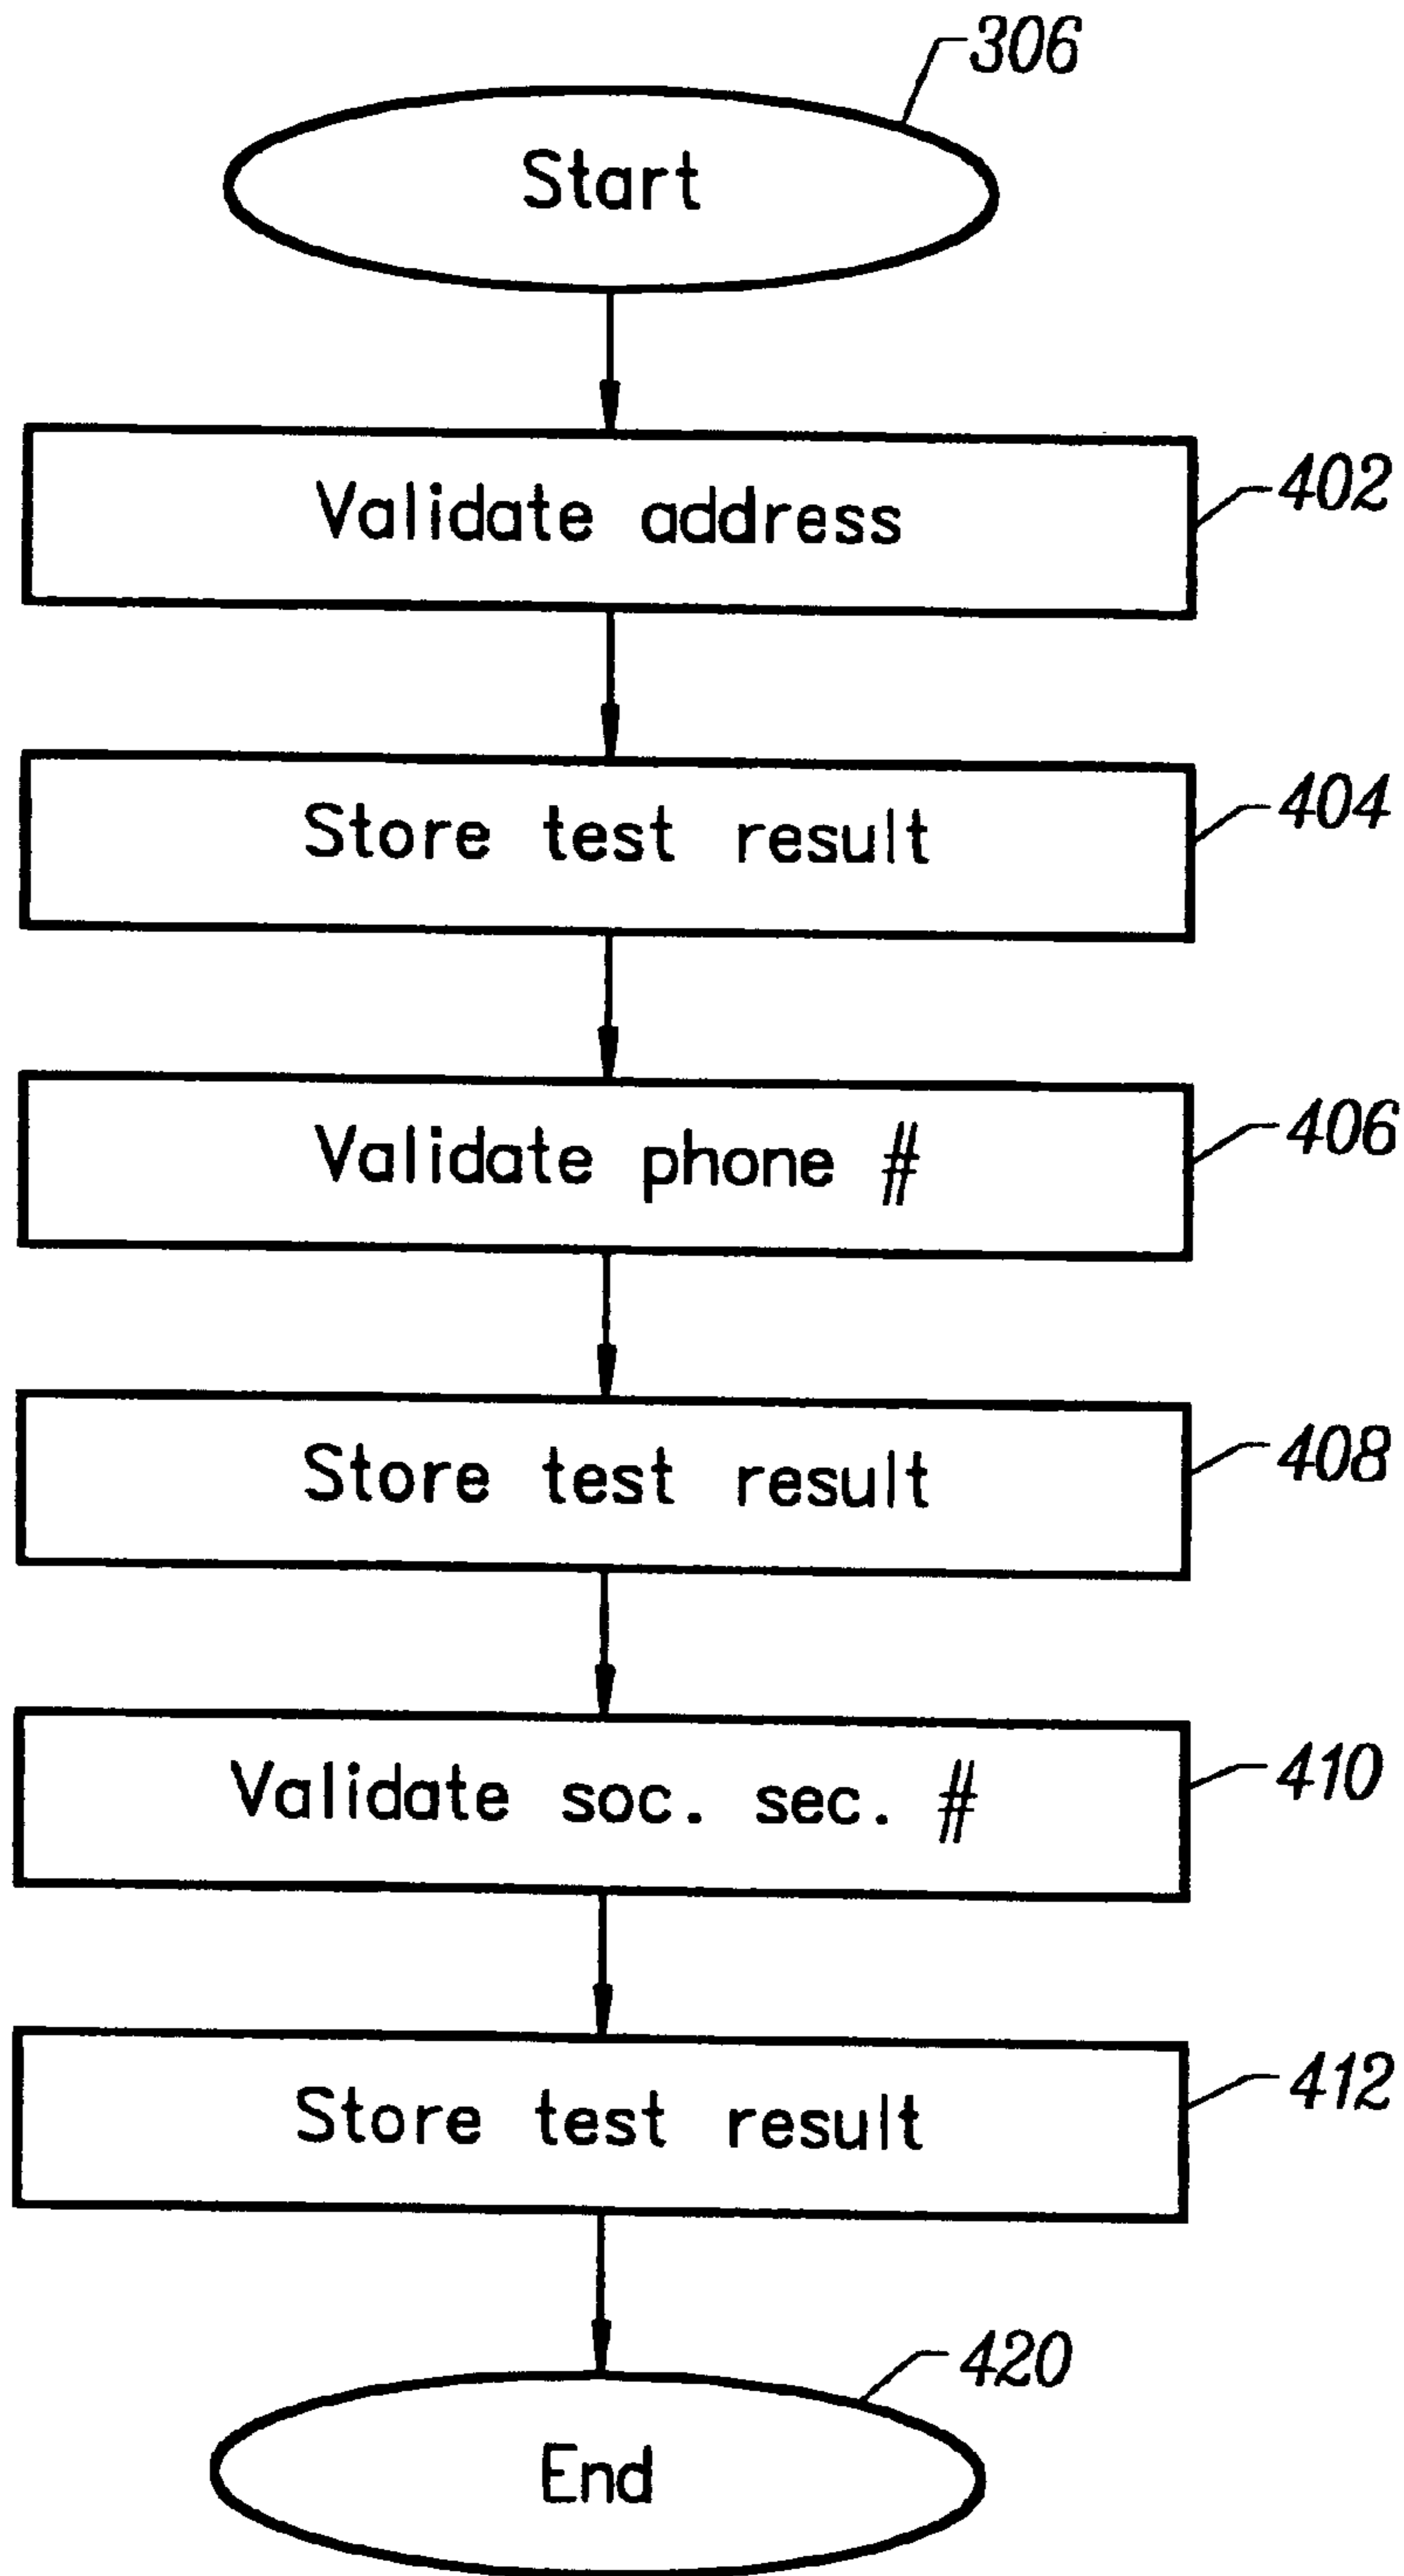 306
Start
Validate address
402
Store test result
404
Validate phone #
406
Store test result
408
Validate soc. sec. #
410
Store test result
412
420
End